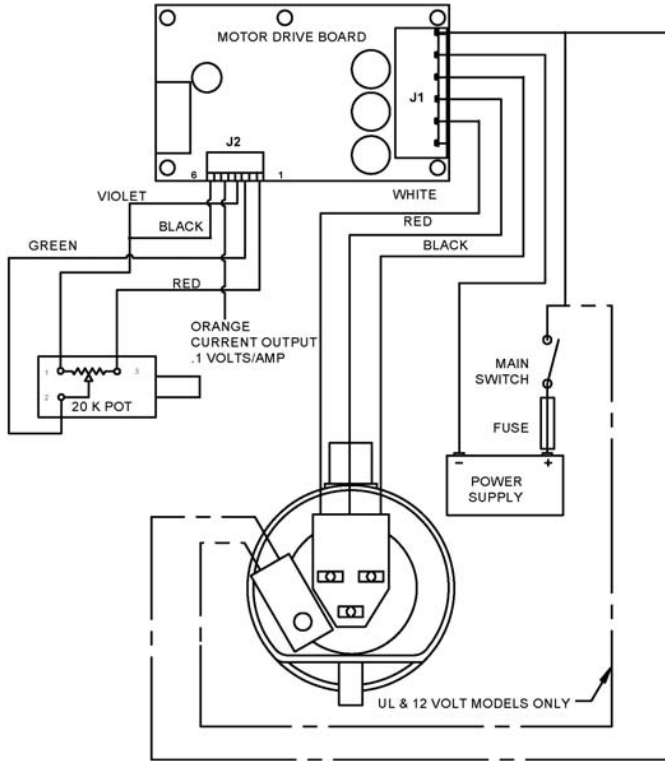 MOTOR DRIVE BOARD
J1
J2
6
1
VIOLET
WHITE
RED
BLACK
BLACK
GREEN
RED
ORANGE
CURRENT OUTPUT
.1 VOLTS/AMP
MAIN
SWITCH
1
3
2
20 K POT
FUSE
- +
POWER
SUPPLY
UL & 12 VOLT MODELS ONLY